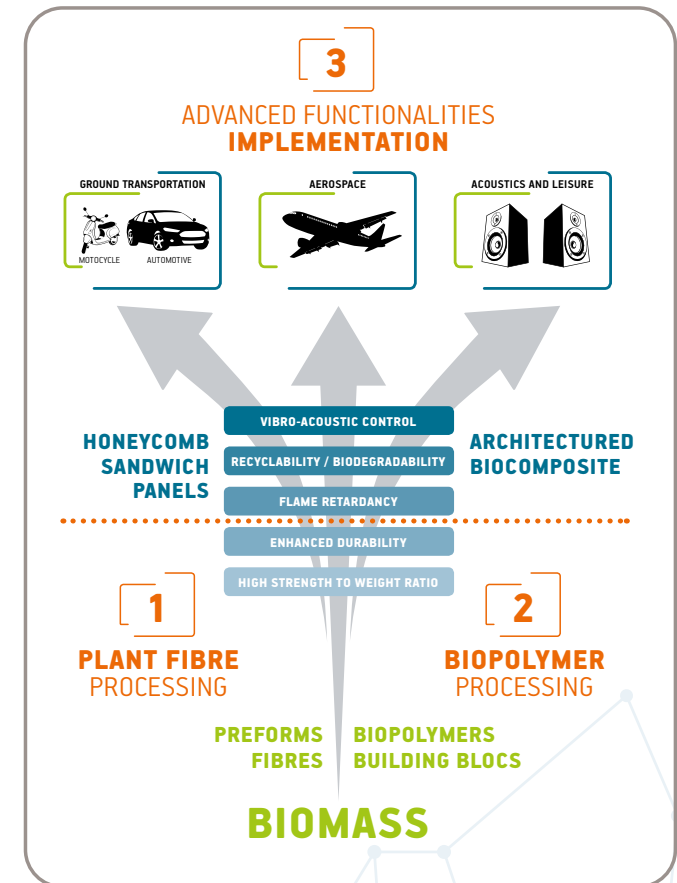 3
ADVANCED FUNCTIONALITIES
IMPLEMENTATION
GROUND TRANSPORTATION
MOTOCYCLE
AUTOMOTIVE
AEROSPACE
ACOUSTICS AND LEISURE
HONEYCOMB
SANDWICH
PANELS
VIBRO-ACOUSTIC CONTROL
RECYCLABILITY / BIODEGRADABILITY
FLAME RETARDANCY
ENHANCED DURABILITY
HIGH STRENGTH TO WEIGHT RATIO
ARCHITECTURED
BIOCOMPOSITE
1
PLANT FIBRE
PROCESSING
2
BIOPOLYMER
PROCESSING
PREFORMS
FIBRES
BIOPOLYMERS
BUILDING BLOCS
BIOMASS